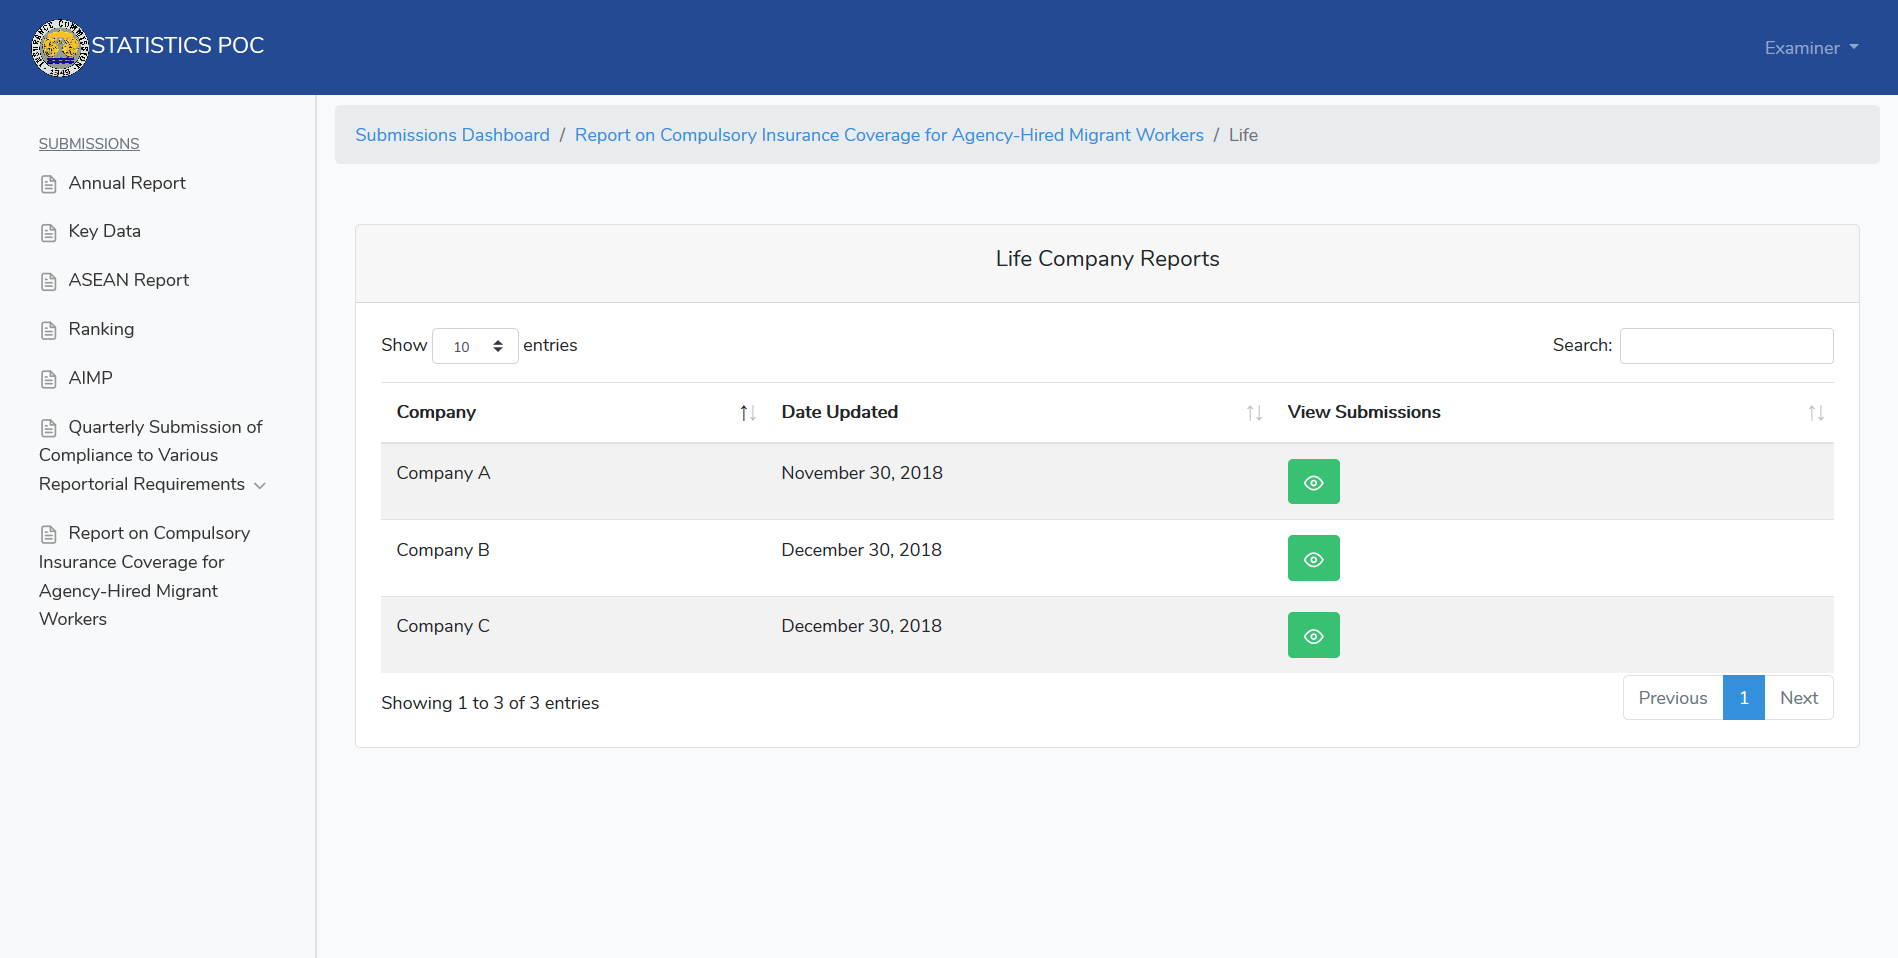 STATISTICS POC
Examiner
SUBMISSIONS
Annual Report
Key Data
ASEAN Report
Ranking
AIMP
Quarterly Submission of
Compliance to Various
Reportorial Requirements
Report on Compulsory
Insurance Coverage for
Agency-Hired Migrant
Workers
Submissions Dashboard / Report on Compulsory Insurance Coverage for Agency-Hired Migrant Workers / Life
Life Company Reports
Show 10 entries
Search:
Company Date Updated View Submissions
Company A November 30, 2018
Company B December 30, 2018
Company C December 30, 2018
Showing 1 to 3 of 3 entries
Previous 1 Next